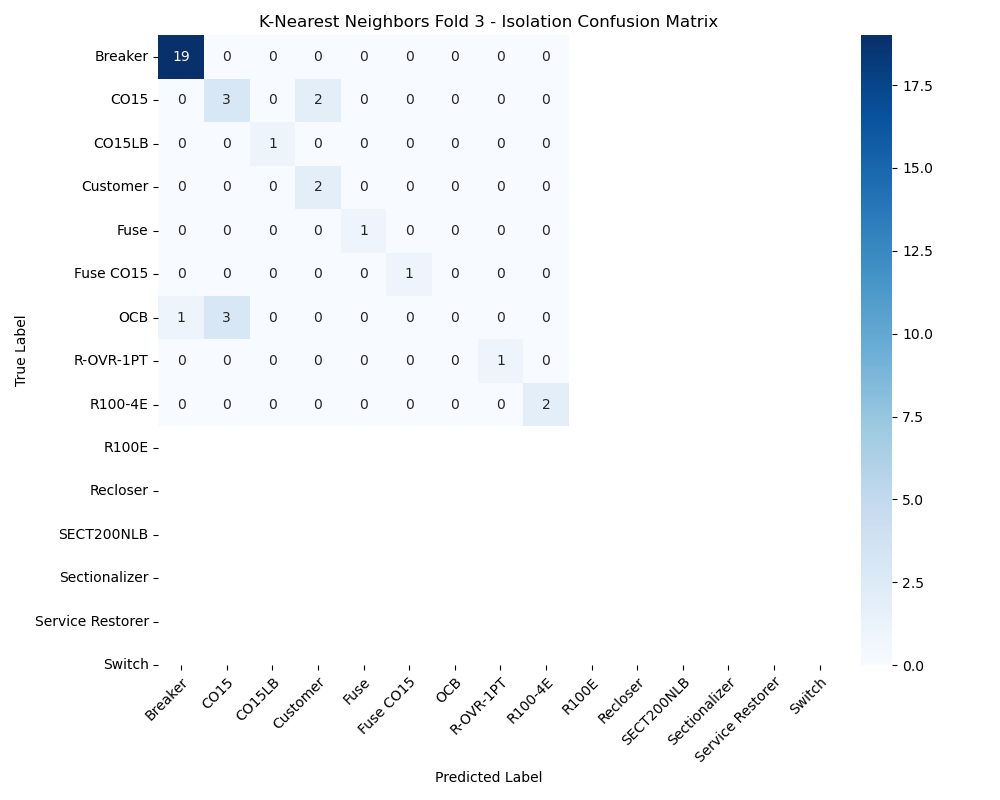 K-Nearest Neighbors Fold 3 - Isolation Confusion Matrix
True Label
Breaker 19 0 0 0 0 0 0 0 0
CO15 0 3 0 2 0 0 0 0 0
CO15LB 0 0 1 0 0 0 0 0 0
Customer 0 0 0 2 0 0 0 0 0
Fuse 0 0 0 0 1 0 0 0 0
Fuse CO15 0 0 0 0 0 1 0 0 0
OCB 1 3 0 0 0 0 0 0 0
R-OVR-1PT 0 0 0 0 0 0 0 1 0
R100-4E 0 0 0 0 0 0 0 0 2
R100E
Recloser
SECT200NLB
Sectionalizer
Service Restorer
Switch
Breaker CO15 CO15LB Customer Fuse Fuse CO15 OCB R-OVR-1PT R100-4E R100E Recloser SECT200NLB Sectionalizer Service Restorer Switch
Predicted Label
17.5
15.0
12.5
10.0
7.5
5.0
2.5
0.0